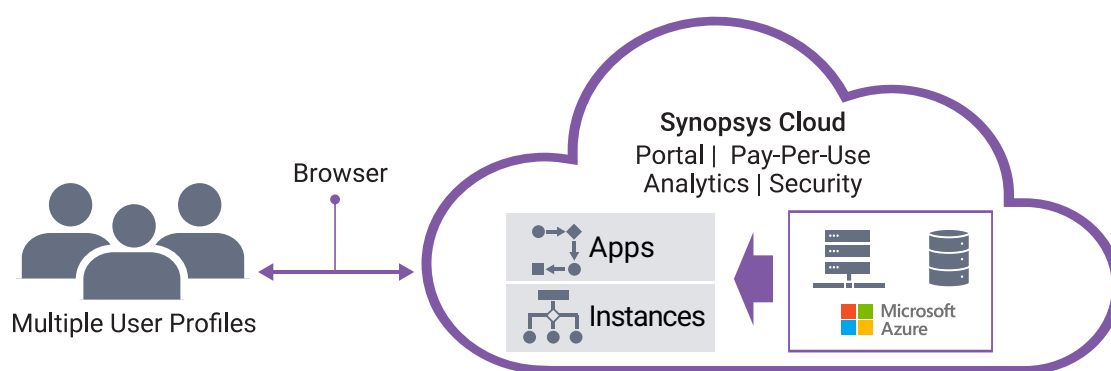 Synopsys Cloud
Portal | Pay-Per-Use
Analytics | Security
Browser
Apps
Instances
Microsoft
Azure
Multiple User Profiles